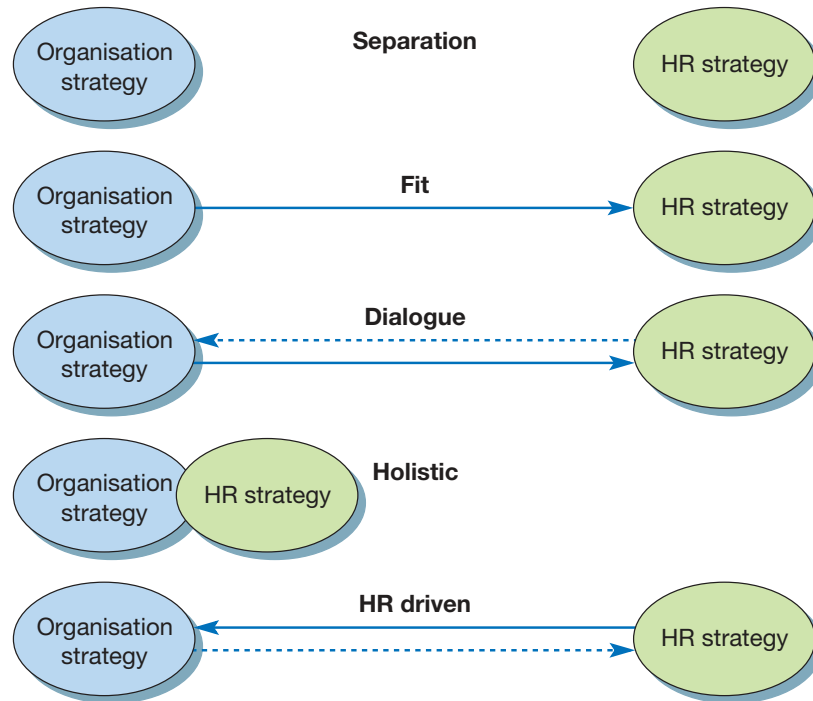 Organisation
strategy
Separation
HR strategy
Organisation
strategy
Fit
HR strategy
Organisation
strategy
Dialogue
HR strategy
Organisation
strategy
HR strategy
Holistic
Organisation
strategy
HR driven
HR strategy